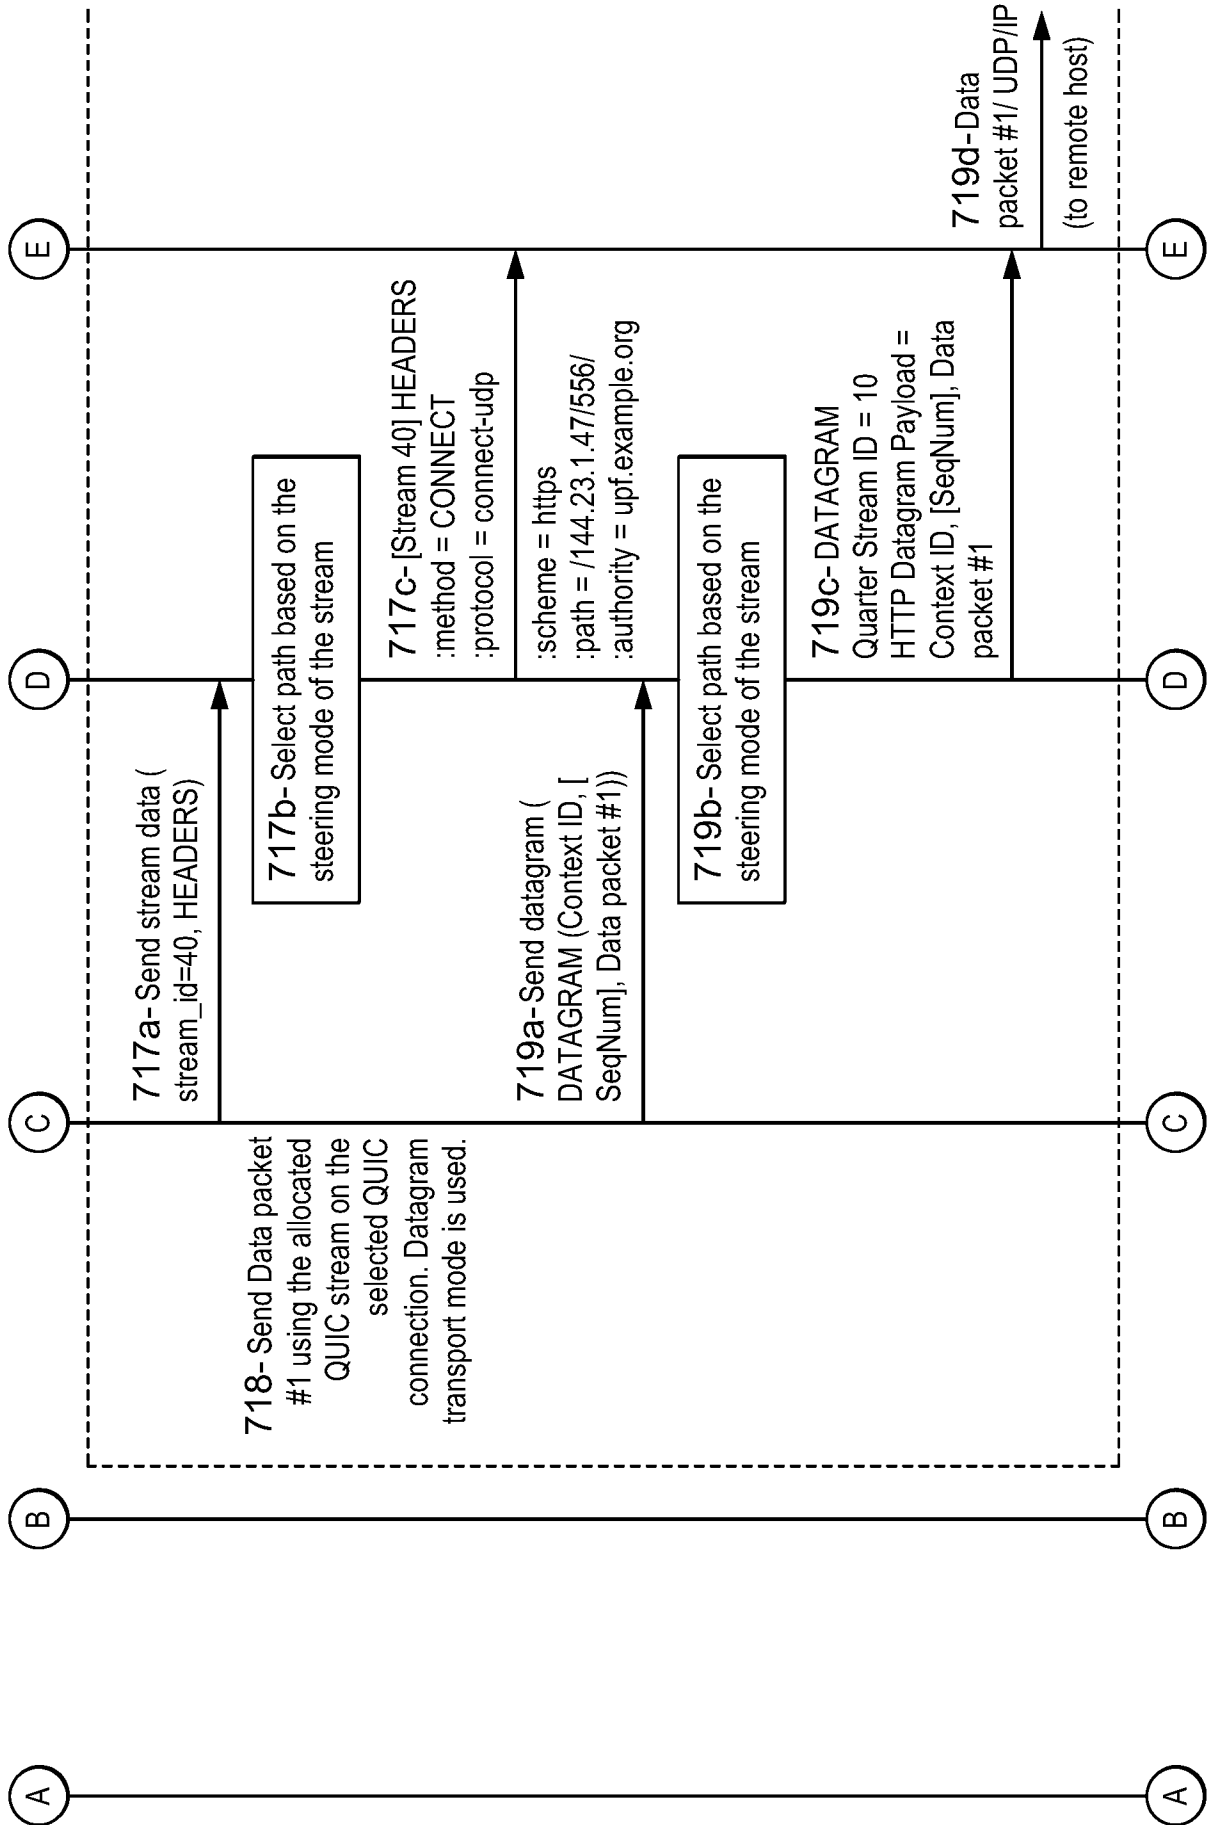 A
B
C
D
E
717a- Send stream data (
stream_id=40, HEADERS)
717b- Select path based on the
steering mode of the stream
718- Send Data packet
#1 using the allocated
QUIC stream on the
selected QUIC
connection. Datagram
transport mode is used.
717c- [Stream 40] HEADERS
:method = CONNECT
:protocol = connect-udp
:scheme = https
:path = /144.23.1.47/556/
:authority = upf.example.org
719a- Send datagram (
DATAGRAM (Context ID, [
SeqNum], Data packet #1))
719b- Select path based on the
steering mode of the stream
719c- DATAGRAM
Quarter Stream ID = 10
HTTP Datagram Payload =
Context ID, [SeqNum], Data
packet #1
719d- Data
packet #1/ UDP/IP
(to remote host)
A
B
C
D
E